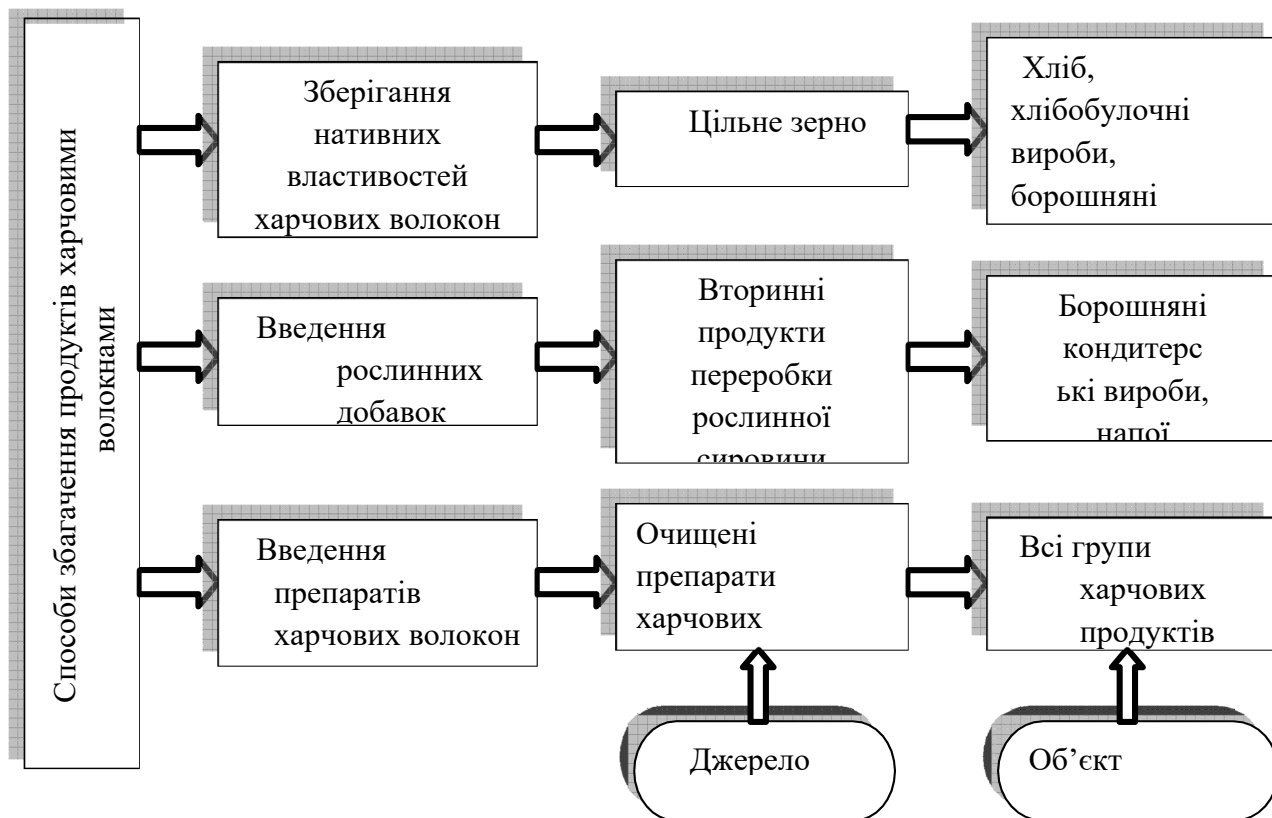 Способи збагачення продуктів харчовими
волокнами
Зберігання
нативних
властивостей
харчових волокон
Цільне зерно
Хліб,
хлібобулочні
вироби,
борошняні
Введення
рослинних
добавок
Вторинні
продукти
переробки
рослинної
сировини
Борошняні
кондитерс
ькі вироби,
напої
Введення
препаратів
харчових волокон
Очищені
препарати
харчових
Всі групи
харчових
продуктів
Джерело
Об’єкт